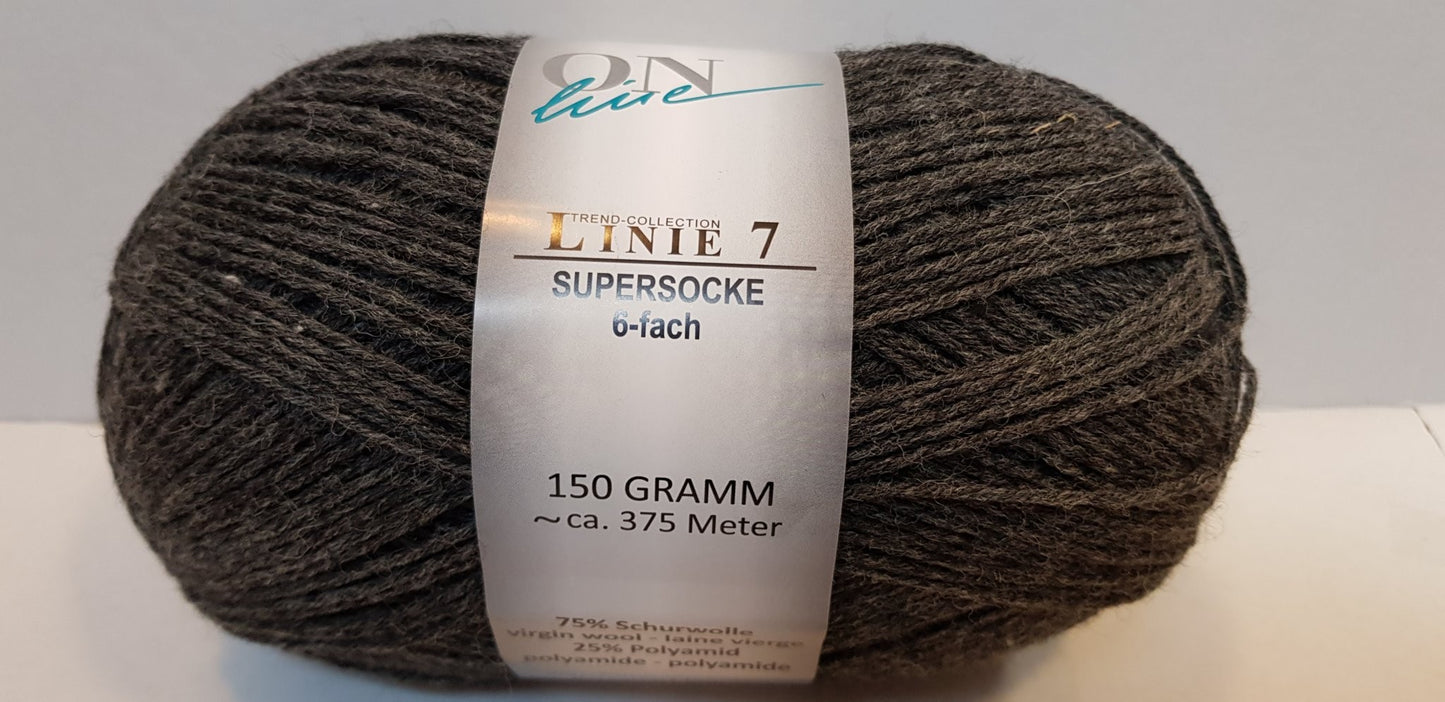 ON
line
TREND-COLLECTION
LINIE 7
SUPERSOCKE
6-fach
150 GRAMM
~ca. 375 Meter
75% Schurwolle
virgin wool - laine vierge
25% Polyamid
polyamide - polyamide